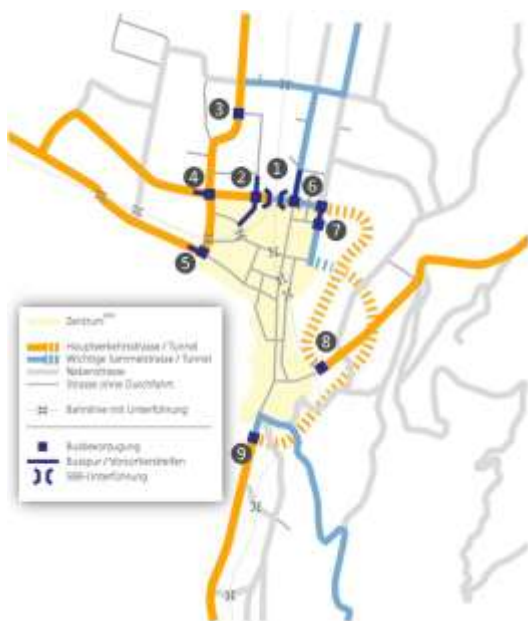 3
1
2
4
6
7
5
8
9
Zentrum
Hauptverkehrsstrasse / Tunnel
Wichtige Sammelstrasse / Tunnel
Nebenstrasse
Strasse ohne Durchfahrt
Bahnlinie mit Unterführung
Busbevorzugung
Busspur / Vorsortierstreifen
SBB-Unterführung